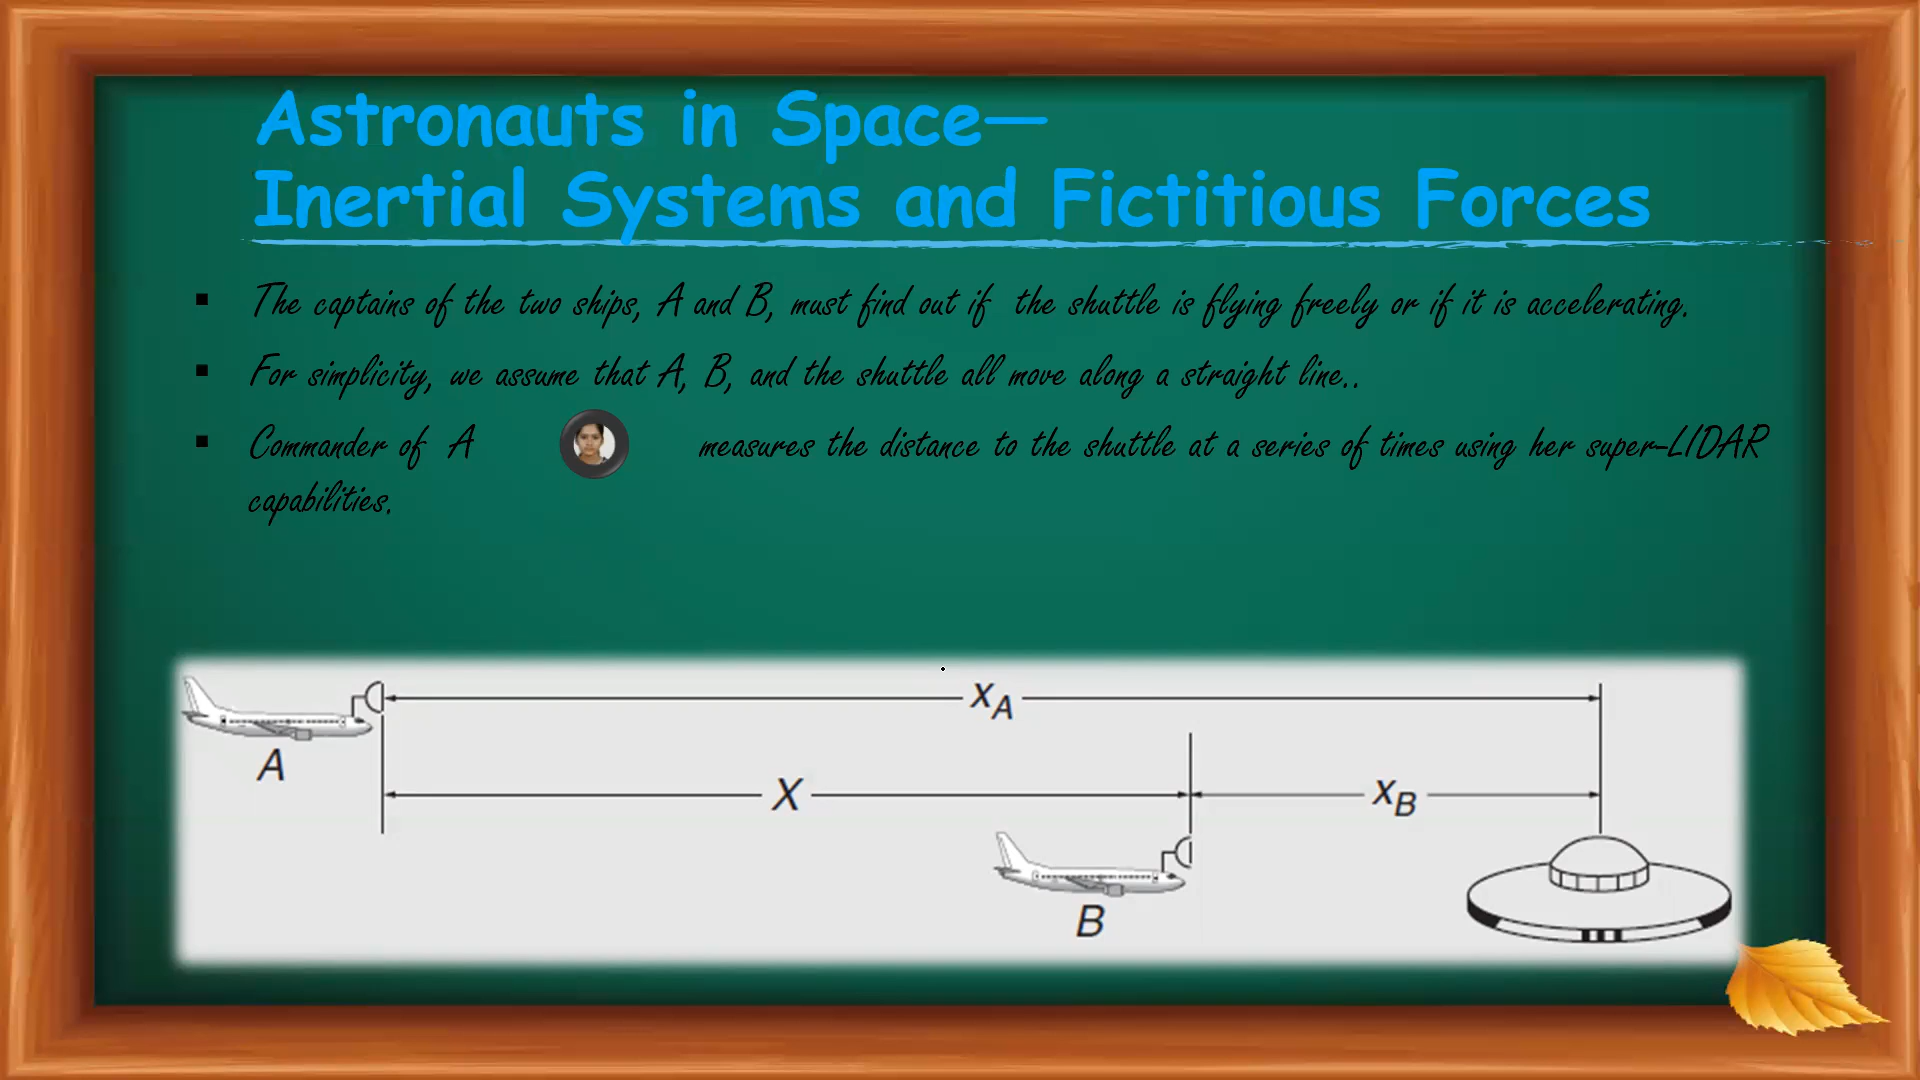 Astronauts in Space—
Inertial Systems and Fictitious Forces
▪ The captains of the two ships, A and B, must find out if the shuttle is flying freely or if it is accelerating.
▪ For simplicity, we assume that A, B, and the shuttle all move along a straight line..
▪ Commander of A measures the distance to the shuttle at a series of times using her super-LIDAR
capabilities.
xA
A
X
xB
B